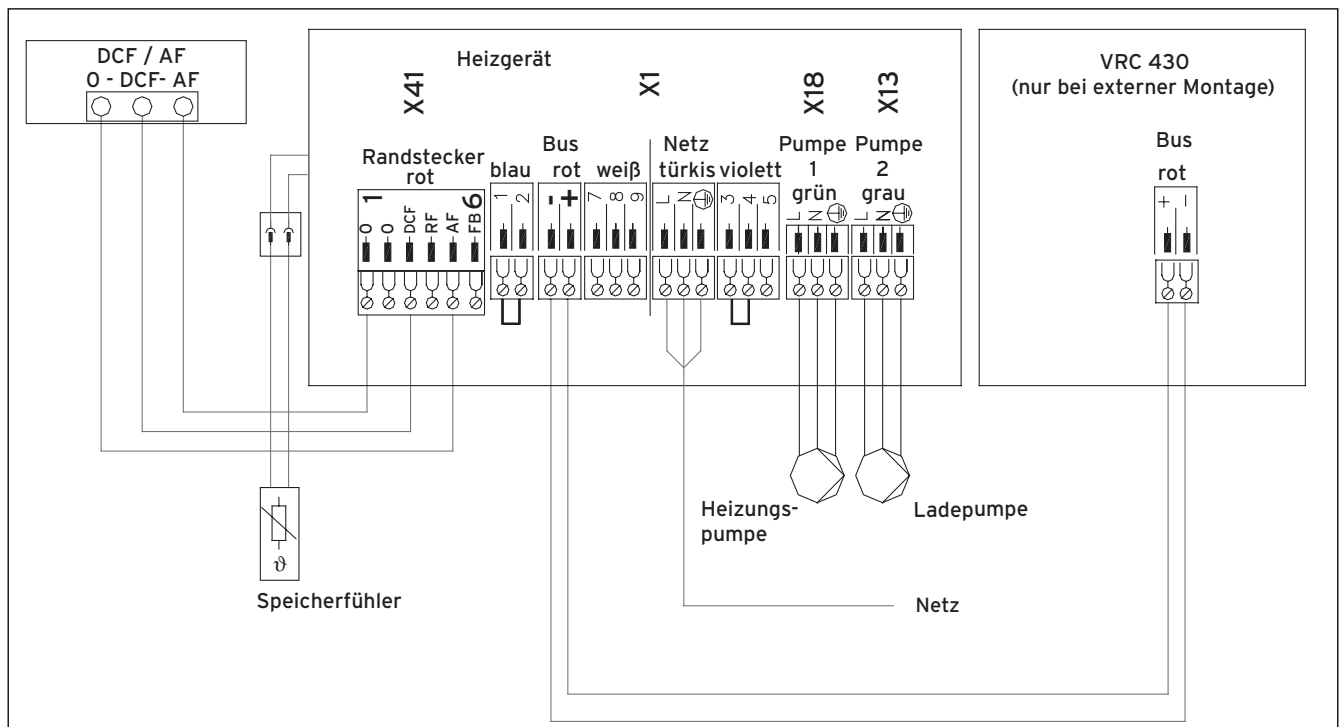 DCF / AF
0 - DCF- AF
Heizgerät
X41
X1
X18
X13
VRC 430
(nur bei externer Montage)
Randstecker
rot
blau
Bus
rot
weiß
Netz
türkis
violett
Pumpe
1
grün
Pumpe
2
grau
Bus
rot
1
6
0
0
DCF
RF
AF
FB
1
2
-
+
7
8
9
L
N
3
4
5
L
N
L
N
+
-
Heizungs-
pumpe
Ladepumpe
ϑ
Speicherfühler
Netz